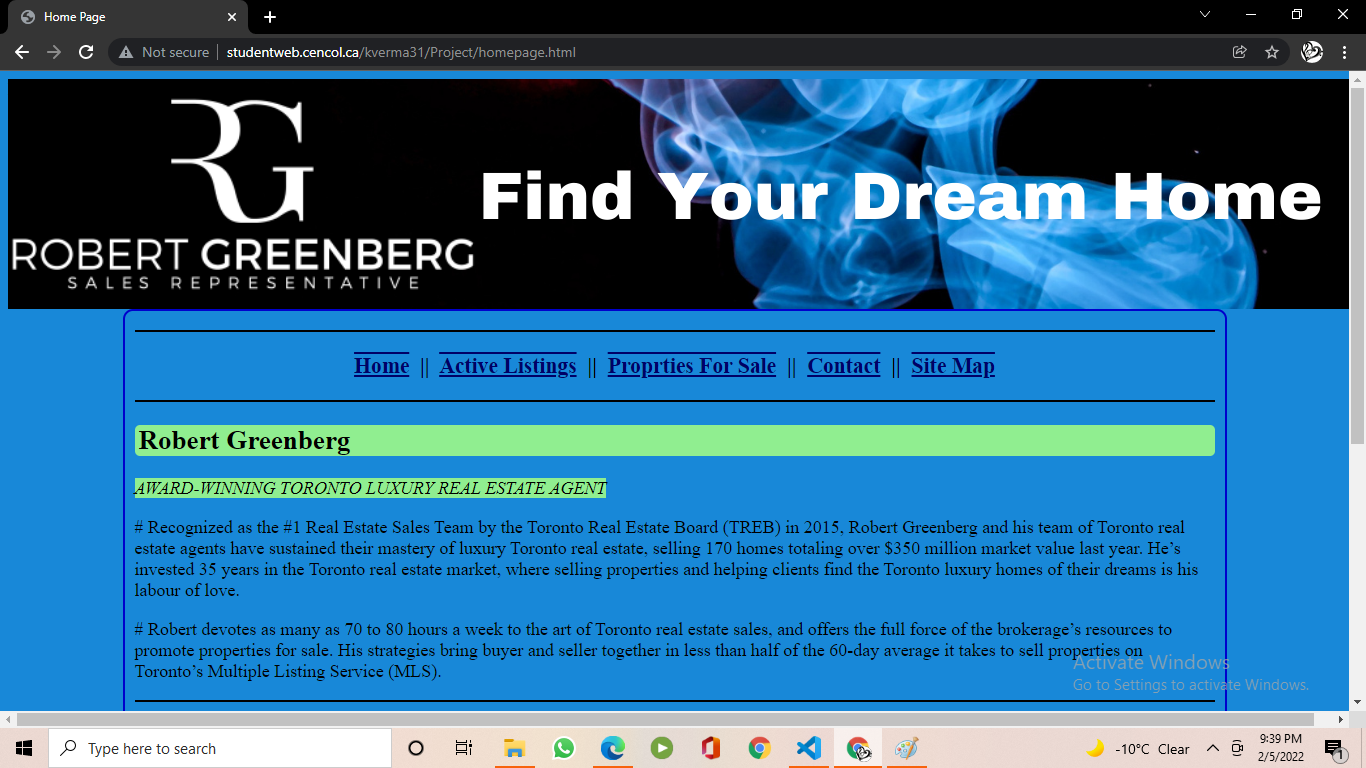 Home Page
Not secure
studentweb.cencol.ca/kverma31/Project/homepage.html
RG
ROBERT GREENBERG
SALES REPRESENTATIVE
Find Your Dream Home
Home || Active Listings || Proprties For Sale || Contact || Site Map
Robert Greenberg
AWARD-WINNING TORONTO LUXURY REAL ESTATE AGENT
# Recognized as the #1 Real Estate Sales Team by the Toronto Real Estate Board (TREB) in 2015, Robert Greenberg and his team of Toronto real
estate agents have sustained their mastery of luxury Toronto real estate, selling 170 homes totaling over $350 million market value last year. He’s
invested 35 years in the Toronto real estate market, where selling properties and helping clients find the Toronto luxury homes of their dreams is his
labour of love.
# Robert devotes as many as 70 to 80 hours a week to the art of Toronto real estate sales, and offers the full force of the brokerage’s resources to
promote properties for sale. His strategies bring buyer and seller together in less than half of the 60-day average it takes to sell properties on
Toronto’s Multiple Listing Service (MLS).
Activate Windows
Go to Settings to activate Windows.
Type here to search
-10°C Clear
9:39 PM
2/5/2022
1